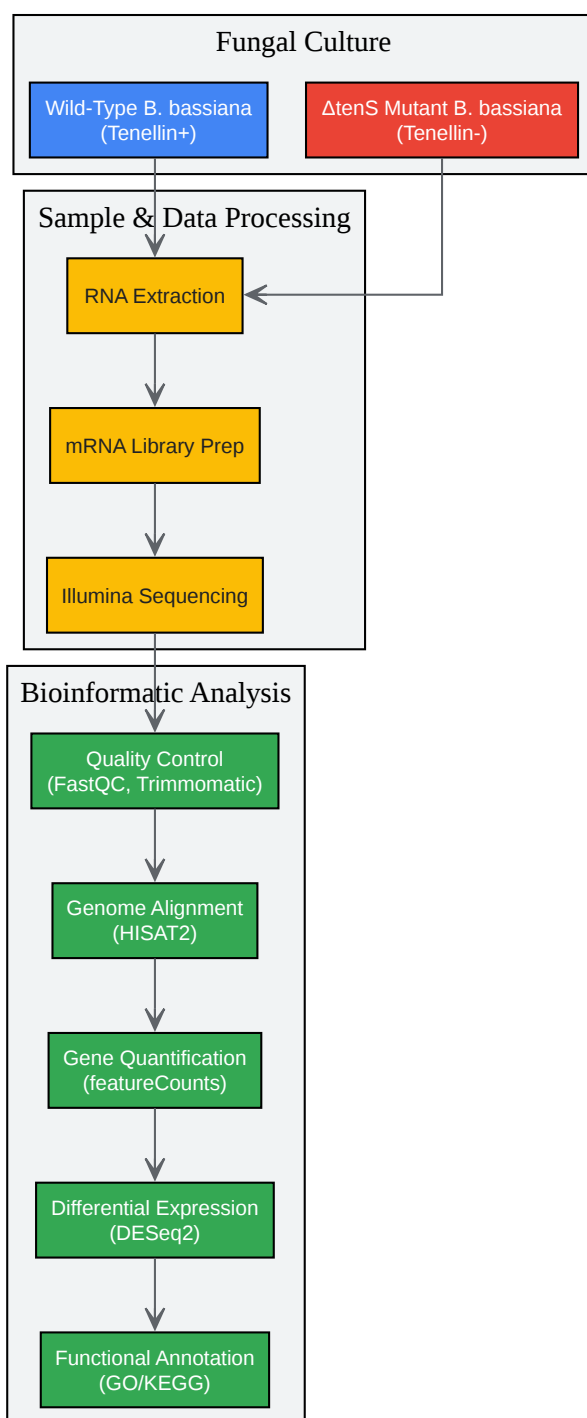 Fungal Culture
Wild-Type B. bassiana
(Tenellin+)
ΔtenS Mutant B. bassiana
(Tenellin-)
Sample & Data Processing
RNA Extraction
mRNA Library Prep
Illumina Sequencing
Bioinformatic Analysis
Quality Control
(FastQC, Trimmomatic)
Genome Alignment
(HISAT2)
Gene Quantification
(featureCounts)
Differential Expression
(DESeq2)
Functional Annotation
(GO/KEGG)